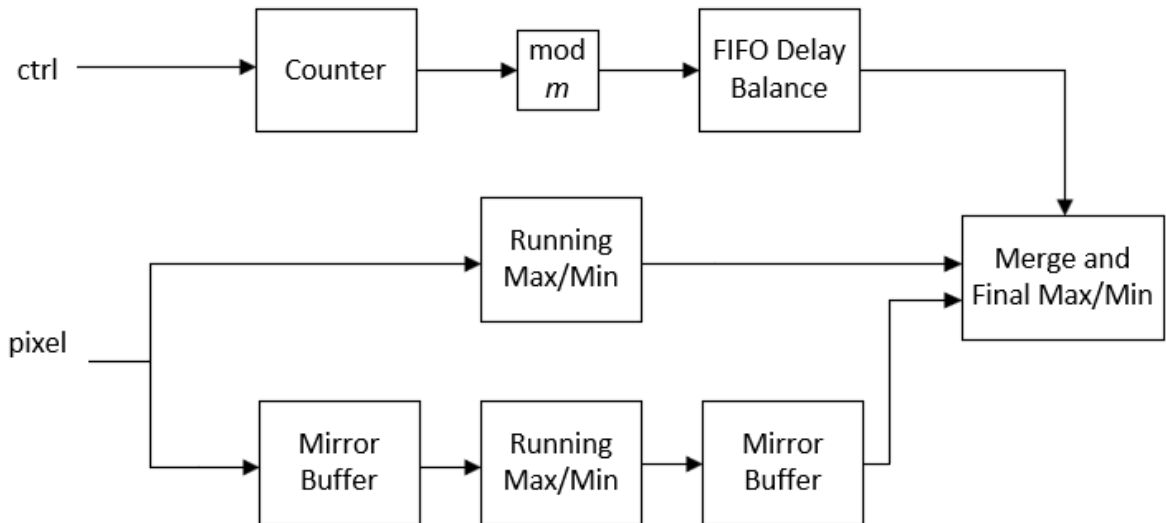 ctrl
Counter
mod
m
FIFO Delay
Balance
Running
Max/Min
Merge and
Final Max/Min
pixel
Mirror
Buffer
Running
Max/Min
Mirror
Buffer